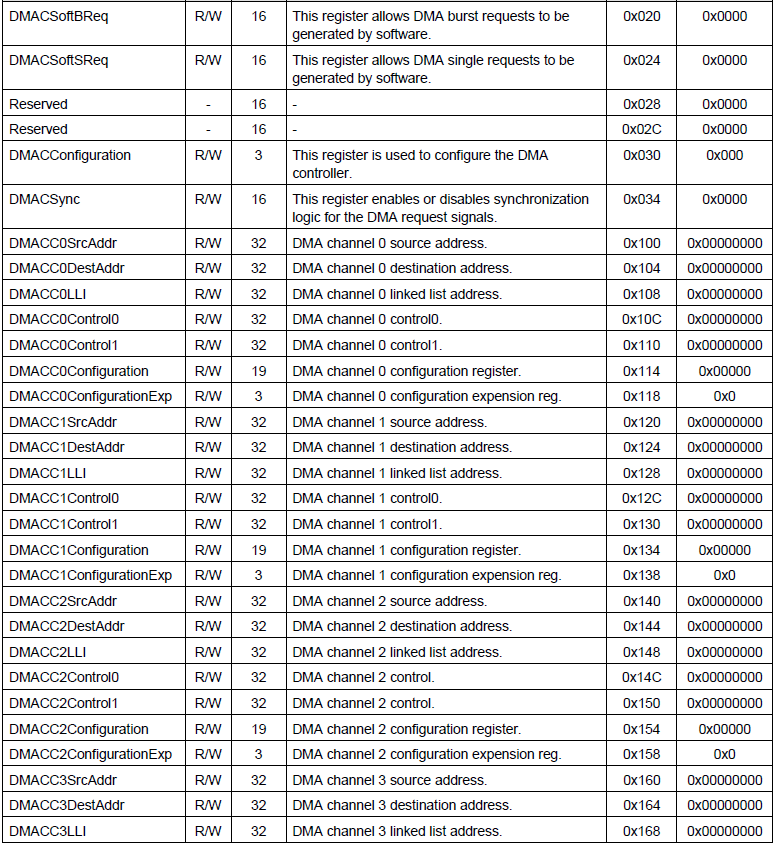 DMACSoftBReq R/W 16 This register allows DMA burst requests to be 0x020 0x0000
generated by software.
DMACSoftSReq R/W 16 This register allows DMA single requests to be 0x024 0x0000
generated by software.
Reserved - 16 - 0x028 0x0000
Reserved - 16 - 0x02C 0x0000
DMACConfiguration R/W 3 This register is used to configure the DMA 0x030 0x000
controller.
DMACSync R/W 16 This register enables or disables synchronization 0x034 0x0000
logic for the DMA request signals.
DMACC0SrcAddr R/W 32 DMA channel 0 source address. 0x100 0x00000000
DMACC0DestAddr R/W 32 DMA channel 0 destination address. 0x104 0x00000000
DMACC0LLI R/W 32 DMA channel 0 linked list address. 0x108 0x00000000
DMACC0Control0 R/W 32 DMA channel 0 control0. 0x10C 0x00000000
DMACC0Control1 R/W 32 DMA channel 0 control1. 0x110 0x00000000
DMACC0Configuration R/W 19 DMA channel 0 configuration register. 0x114 0x00000
DMACC0ConfigurationExp R/W 3 DMA channel 0 configuration expension reg. 0x118 0x0
DMACC1SrcAddr R/W 32 DMA channel 1 source address. 0x120 0x00000000
DMACC1DestAddr R/W 32 DMA channel 1 destination address. 0x124 0x00000000
DMACC1LLI R/W 32 DMA channel 1 linked list address. 0x128 0x00000000
DMACC1Control0 R/W 32 DMA channel 1 control0. 0x12C 0x00000000
DMACC1Control1 R/W 32 DMA channel 1 control1. 0x130 0x00000000
DMACC1Configuration R/W 19 DMA channel 1 configuration register. 0x134 0x00000
DMACC1ConfigurationExp R/W 3 DMA channel 1 configuration expension reg. 0x138 0x0
DMACC2SrcAddr R/W 32 DMA channel 2 source address. 0x140 0x00000000
DMACC2DestAddr R/W 32 DMA channel 2 destination address. 0x144 0x00000000
DMACC2LLI R/W 32 DMA channel 2 linked list address. 0x148 0x00000000
DMACC2Control0 R/W 32 DMA channel 2 control. 0x14C 0x00000000
DMACC2Control1 R/W 32 DMA channel 2 control. 0x150 0x00000000
DMACC2Configuration R/W 19 DMA channel 2 configuration register. 0x154 0x00000
DMACC2ConfigurationExp R/W 3 DMA channel 2 configuration expension reg. 0x158 0x0
DMACC3SrcAddr R/W 32 DMA channel 3 source address. 0x160 0x00000000
DMACC3DestAddr R/W 32 DMA channel 3 destination address. 0x164 0x00000000
DMACC3LLI R/W 32 DMA channel 3 linked list address. 0x168 0x00000000